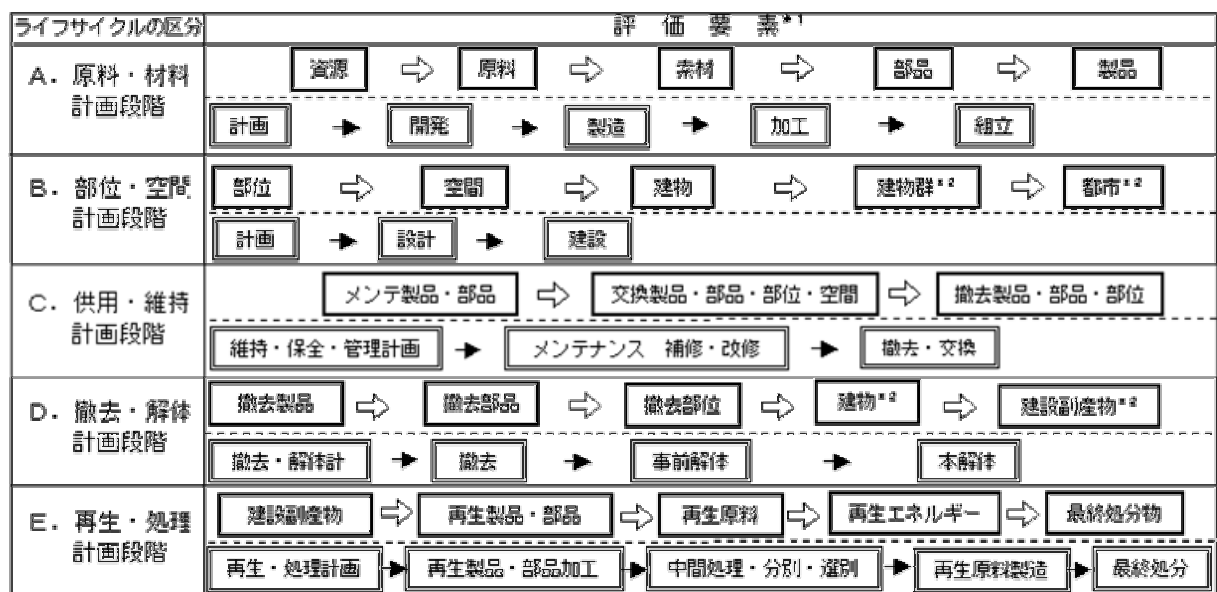 ライフサイクルの区分 評 価 要 素*1
A. 原料・材料
計画段階
資源 ⇨ 原料 ⇨ 素材 ⇨ 部品 ⇨ 製品
計画 → 開発 → 製造 → 加工 → 組立
B. 部位・空間
計画段階
部位 ⇨ 空間 ⇨ 建物 ⇨ 建物群*2 ⇨ 都市*2
計画 → 設計 → 建設
C. 供用・維持
計画段階
メンテ製品・部品 ⇨ 交換製品・部品・部位・空間 ⇨ 撤去製品・部品・部位
維持・保全・管理計画 → メンテナンス 補修・改修 → 撤去・交換
D. 撤去・解体
計画段階
撤去製品 ⇨ 撤去部品 ⇨ 撤去部位 ⇨ 建物*2 ⇨ 建設副産物*2
撤去・解体計 → 撤去 → 事前解体 → 本解体
E. 再生・処理
計画段階
建設副産物 ⇨ 再生製品・部品 ⇨ 再生原料 ⇨ 再生エネルギー ⇨ 最終処分物
再生・処理計画 → 再生製品・部品加工 → 中間処理・分別・選別 → 再生原料製造 → 最終処分